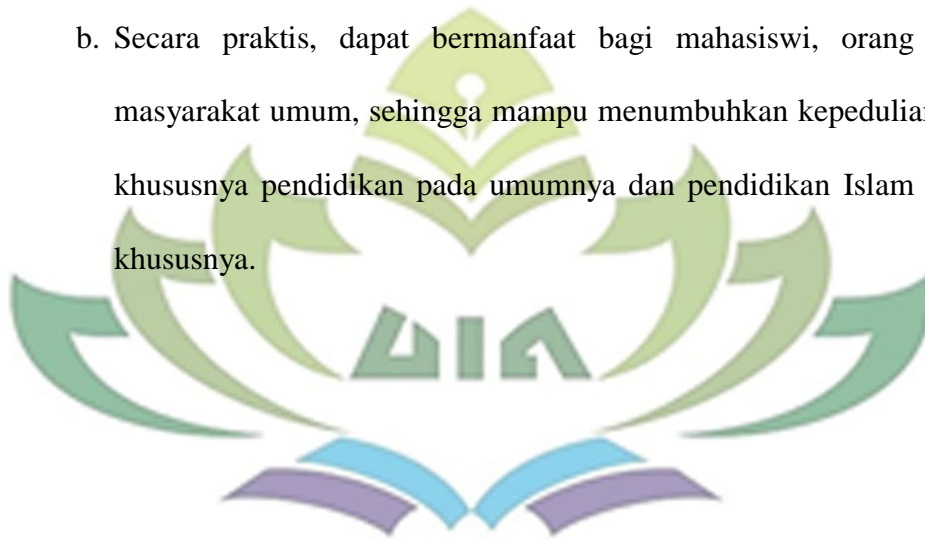 b. Secara praktis, dapat bermanfaat bagi mahasiswi, orang
masyarakat umum, sehingga mampu menumbuhkan kepedulian
khususnya pendidikan pada umumnya dan pendidikan Islam
khususnya.
UIN